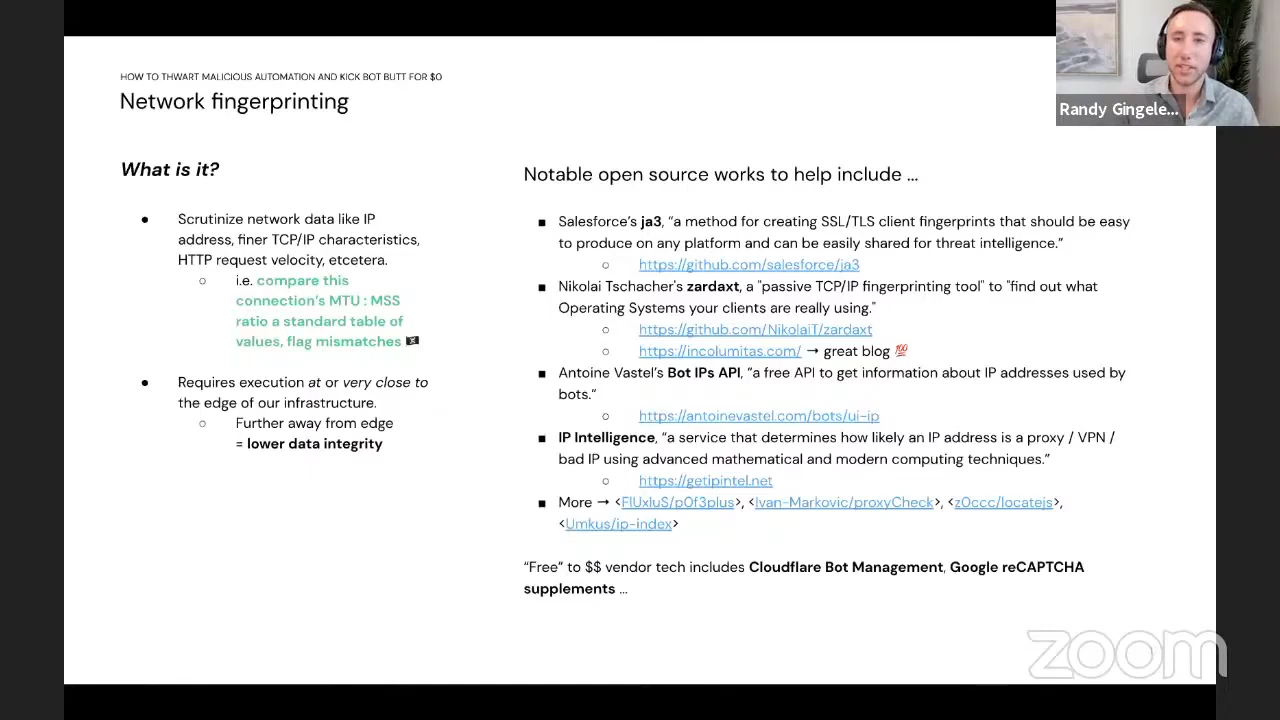 HOW TO THWART MALICIOUS AUTOMATION AND KICK BOT BUTT FOR $0
Network fingerprinting
Randy Gingele...
What is it?
● Scrutinize network data like IP
address, finer TCP/IP characteristics,
HTTP request velocity, etcetera.
○ i.e. compare this
connection's MTU : MSS
ratio a standard table of
values, flag mismatches 🏴‍☠️
● Requires execution at or very close to
the edge of our infrastructure.
○ Further away from edge
= lower data integrity
Notable open source works to help include ...
■ Salesforce's ja3, “a method for creating SSL/TLS client fingerprints that should be easy
to produce on any platform and can be easily shared for threat intelligence.”
○ https://github.com/salesforce/ja3
■ Nikolai Tschacher's zardaxt, a "passive TCP/IP fingerprinting tool" to "find out what
Operating Systems your clients are really using."
○ https://github.com/NikolaiT/zardaxt
○ https://incolumitas.com/ → great blog 💯
■ Antoine Vastel's Bot IPs API, “a free API to get information about IP addresses used by
bots.“
○ https://antoinevastel.com/bots/ui-ip
■ IP Intelligence, “a service that determines how likely an IP address is a proxy / VPN /
bad IP using advanced mathematical and modern computing techniques.”
○ https://getipintel.net
■ More → <FlUxIuS/p0f3plus>, <Ivan-Markovic/proxyCheck>, <z0ccc/locatejs>,
<Umkus/ip-index>
“Free” to $$ vendor tech includes Cloudflare Bot Management, Google reCAPTCHA
supplements ...
zoom